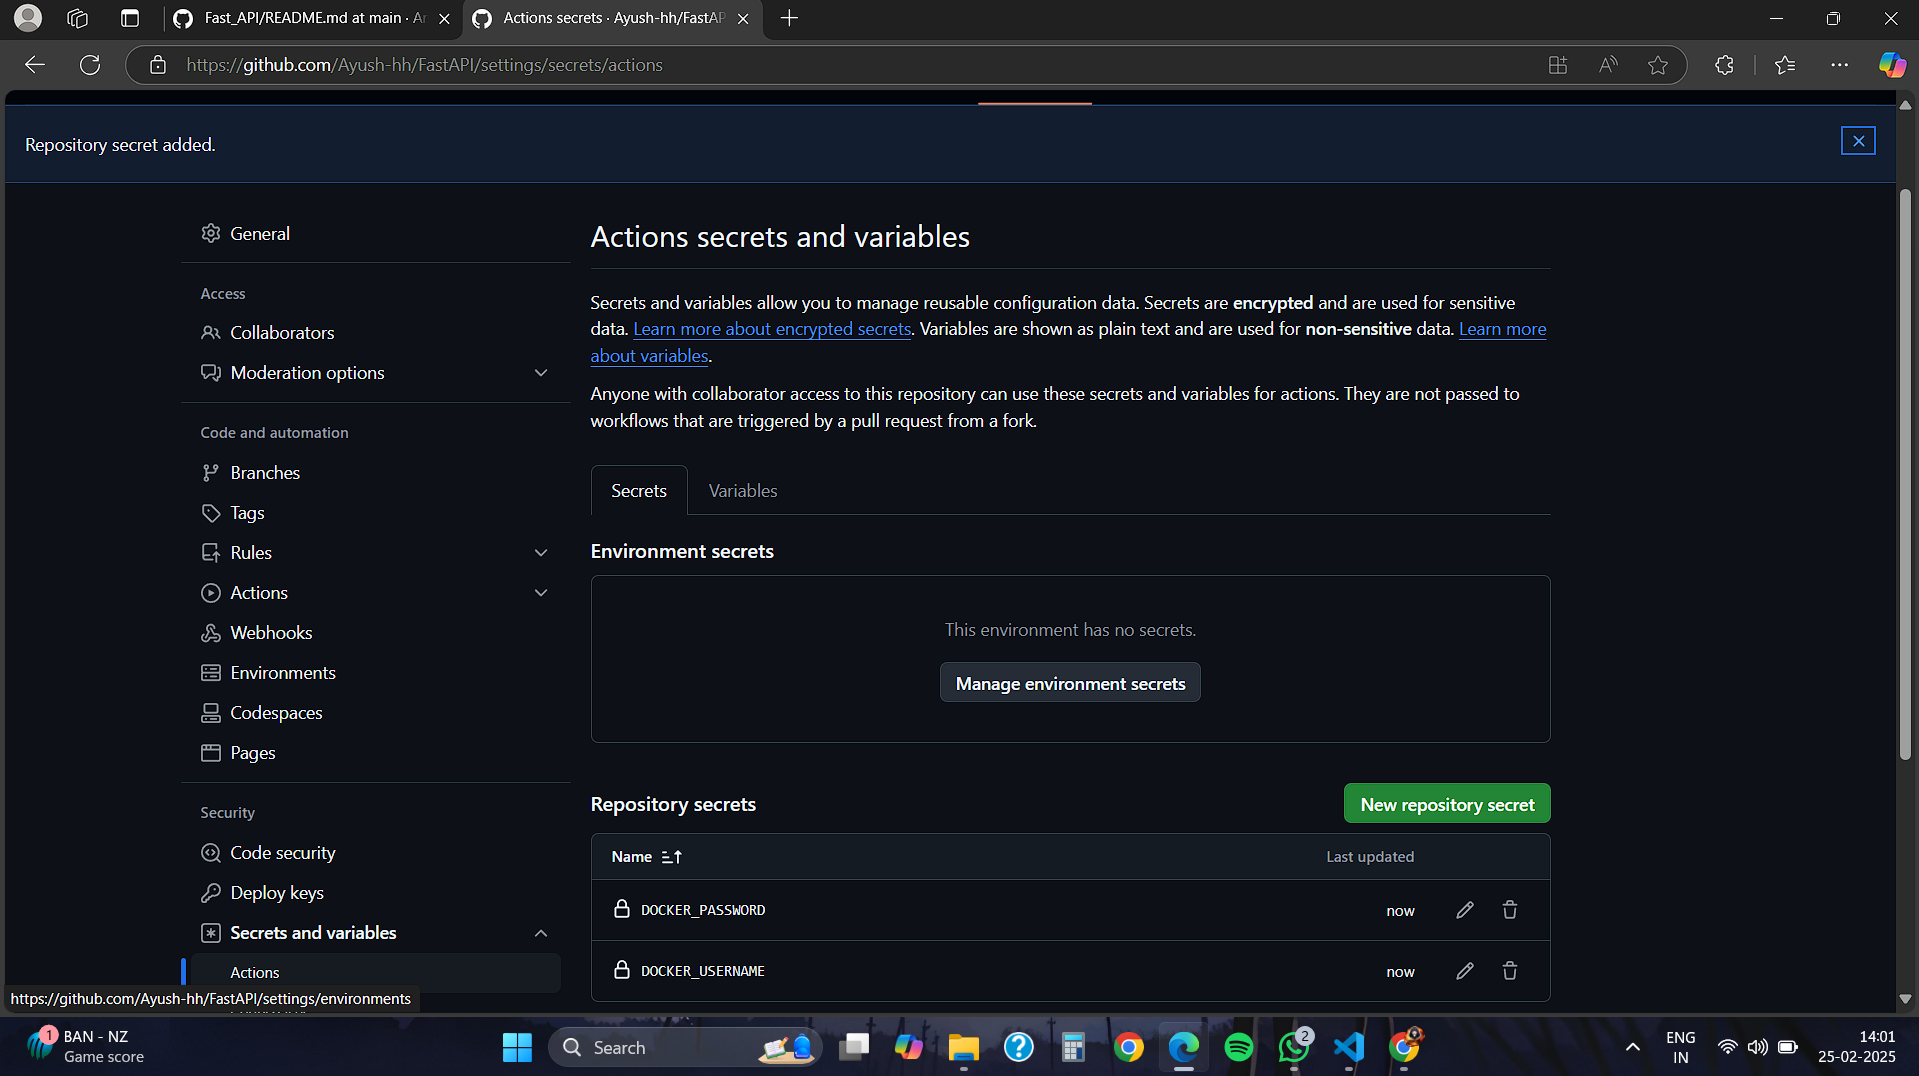 Fast_API/README.md at main · Ar
Actions secrets · Ayush-hh/FastAP
https://github.com/Ayush-hh/FastAPI/settings/secrets/actions
Repository secret added.
General
Access
Collaborators
Moderation options
Code and automation
Branches
Tags
Rules
Actions
Webhooks
Environments
Codespaces
Pages
Security
Code security
Deploy keys
Secrets and variables
Actions
https://github.com/Ayush-hh/FastAPI/settings/environments
Actions secrets and variables
Secrets and variables allow you to manage reusable configuration data. Secrets are encrypted and are used for sensitive
data. Learn more about encrypted secrets. Variables are shown as plain text and are used for non-sensitive data. Learn more
about variables.
Anyone with collaborator access to this repository can use these secrets and variables for actions. They are not passed to
workflows that are triggered by a pull request from a fork.
Secrets Variables
Environment secrets
This environment has no secrets.
Manage environment secrets
Repository secrets
New repository secret
Name Last updated
DOCKER_PASSWORD now
DOCKER_USERNAME now
1
BAN - NZ
Game score
Search
2
ENG
IN
14:01
25-02-2025